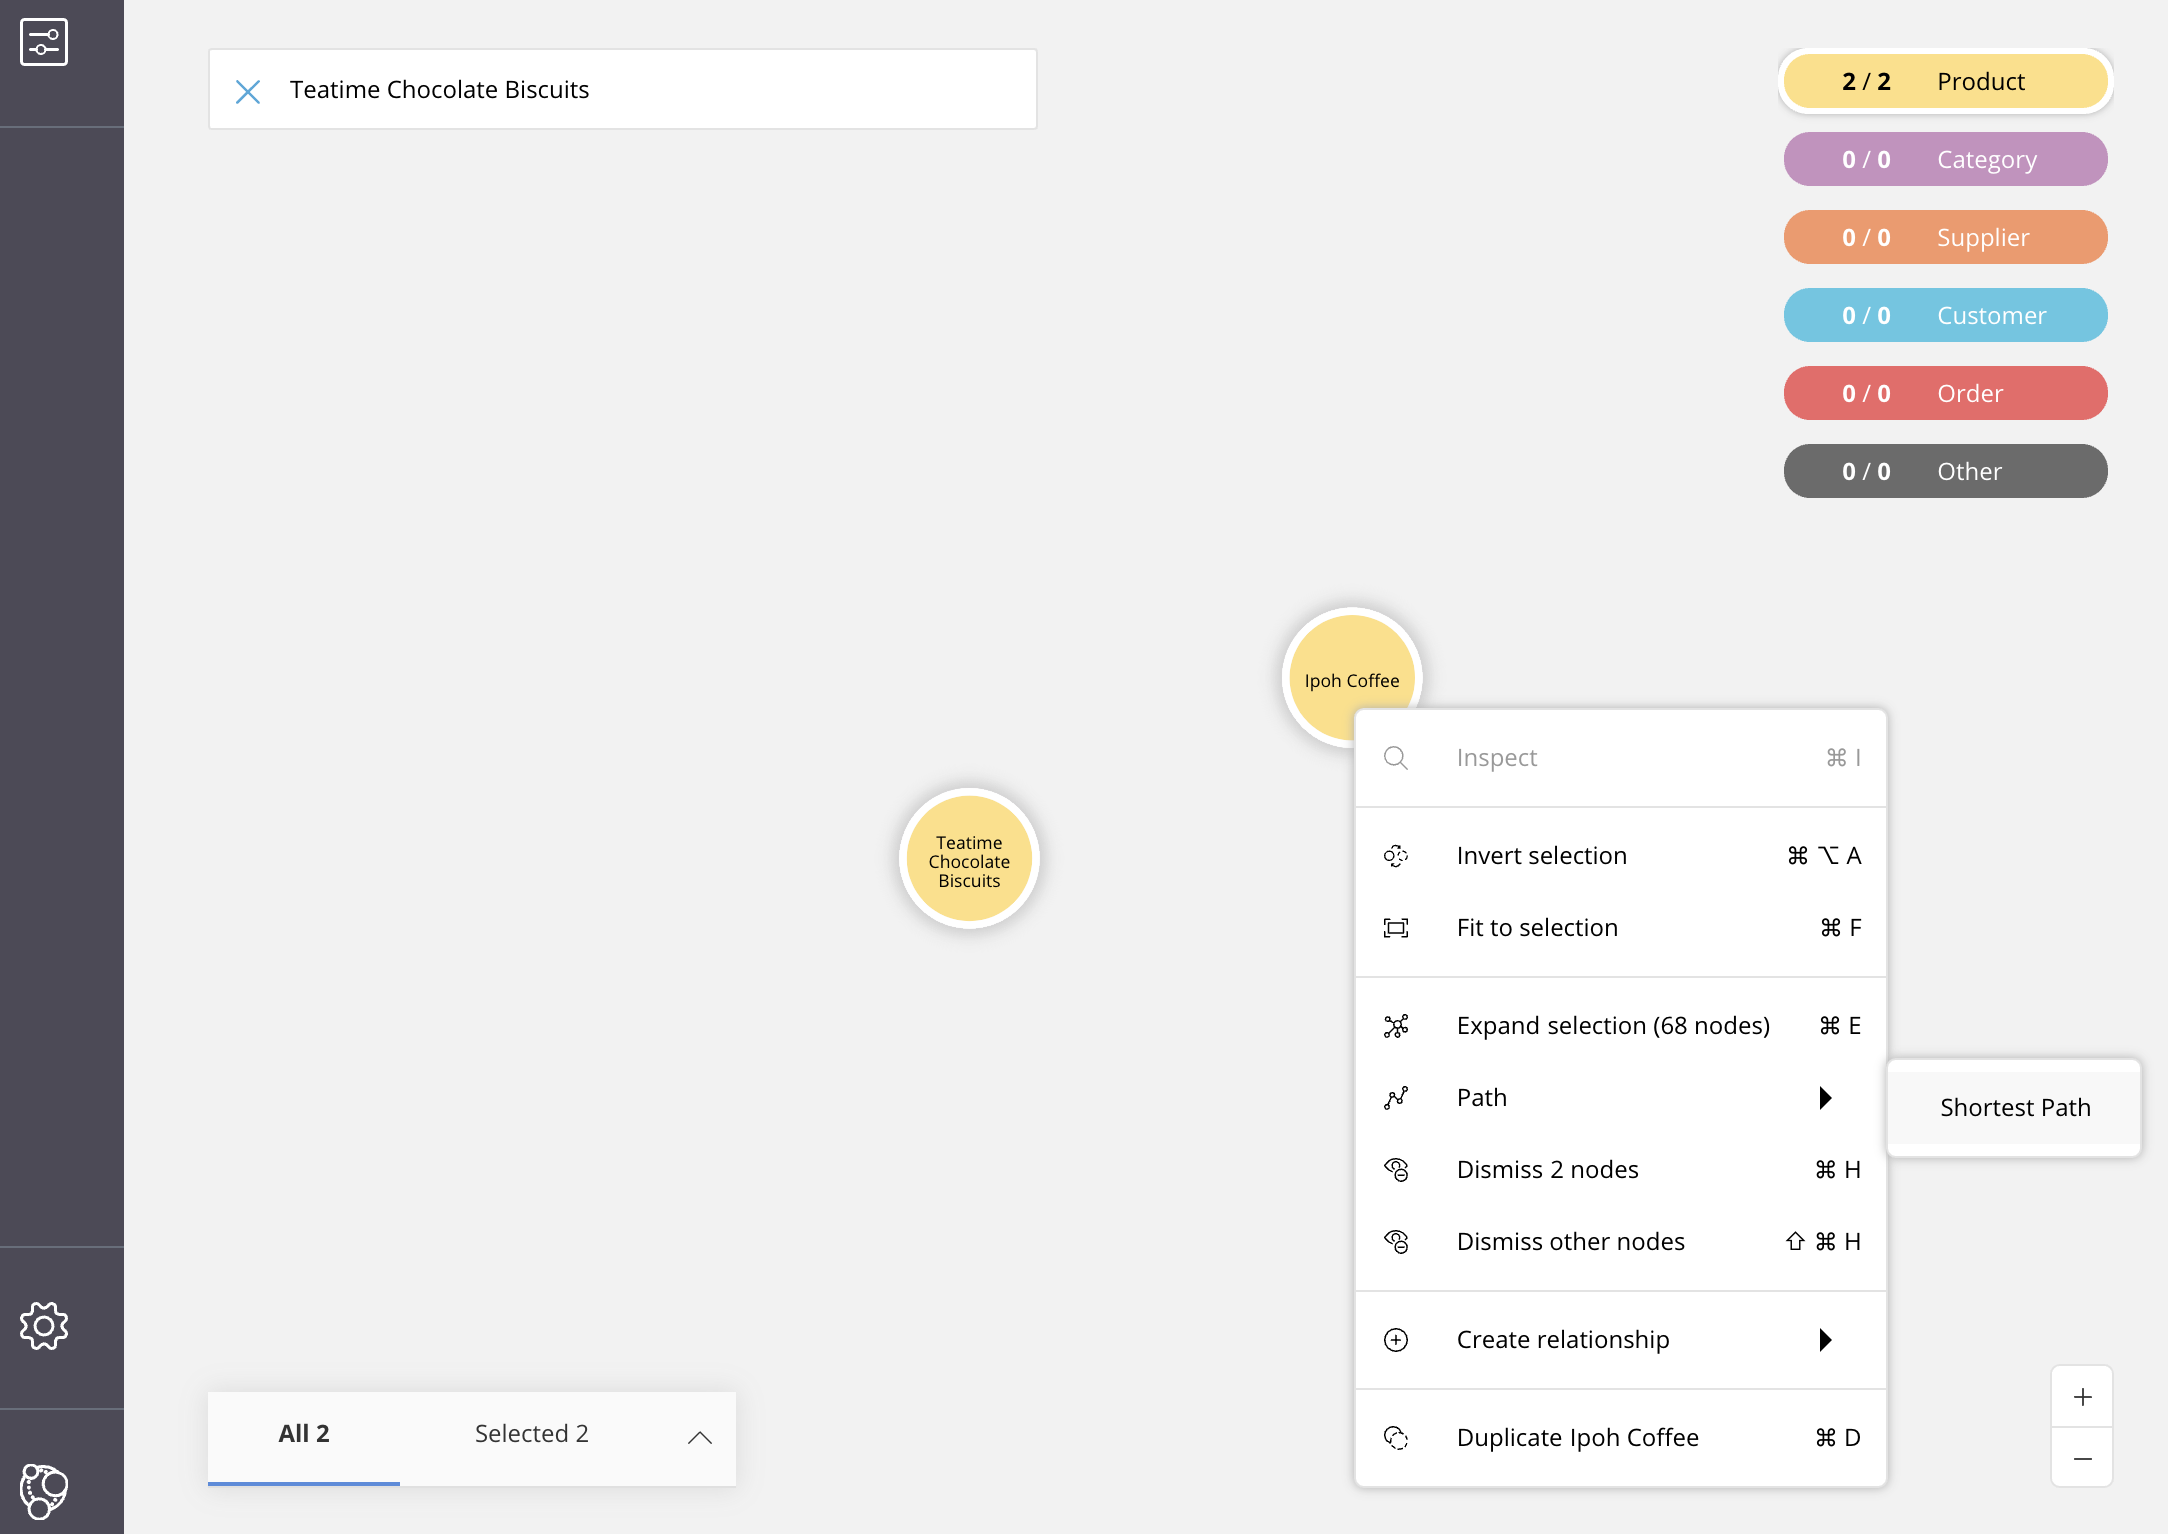 Teatime Chocolate Biscuits
2 / 2 Product
0 / 0 Category
0 / 0 Supplier
0 / 0 Customer
0 / 0 Order
0 / 0 Other
Ipoh Coffee
Teatime
Chocolate
Biscuits
Inspect ⌘ I
Invert selection ⌘ ⌥ A
Fit to selection ⌘ F
Expand selection (68 nodes) ⌘ E
Path
Shortest Path
Dismiss 2 nodes ⌘ H
Dismiss other nodes ⇧ ⌘ H
Create relationship
Duplicate Ipoh Coffee ⌘ D
All 2 Selected 2